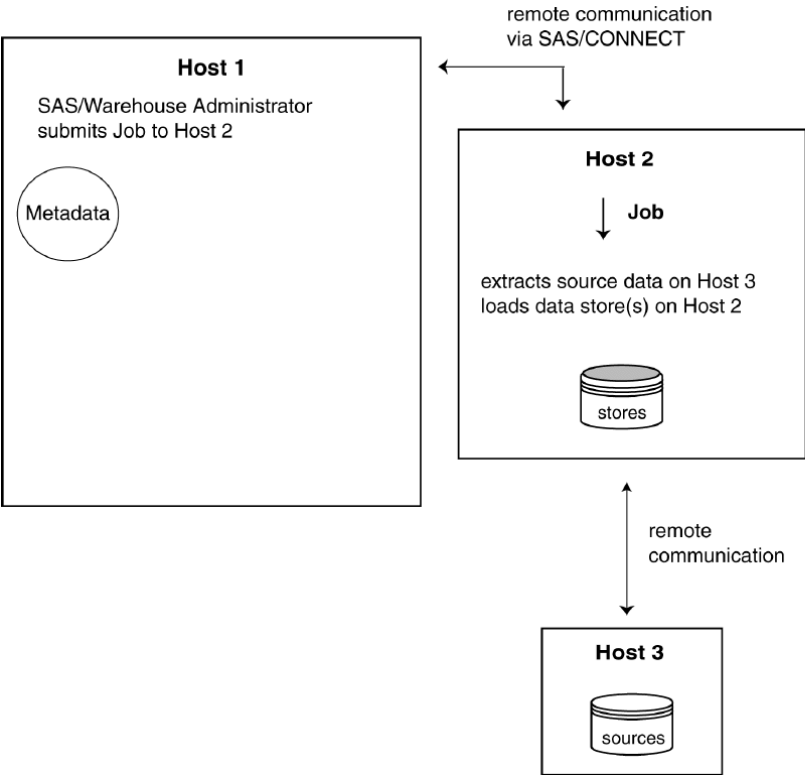 remote communication
via SAS/CONNECT
Host 1
SAS/Warehouse Administrator
submits Job to Host 2
Metadata
Host 2
Job
extracts source data on Host 3
loads data store(s) on Host 2
stores
remote
communication
Host 3
sources